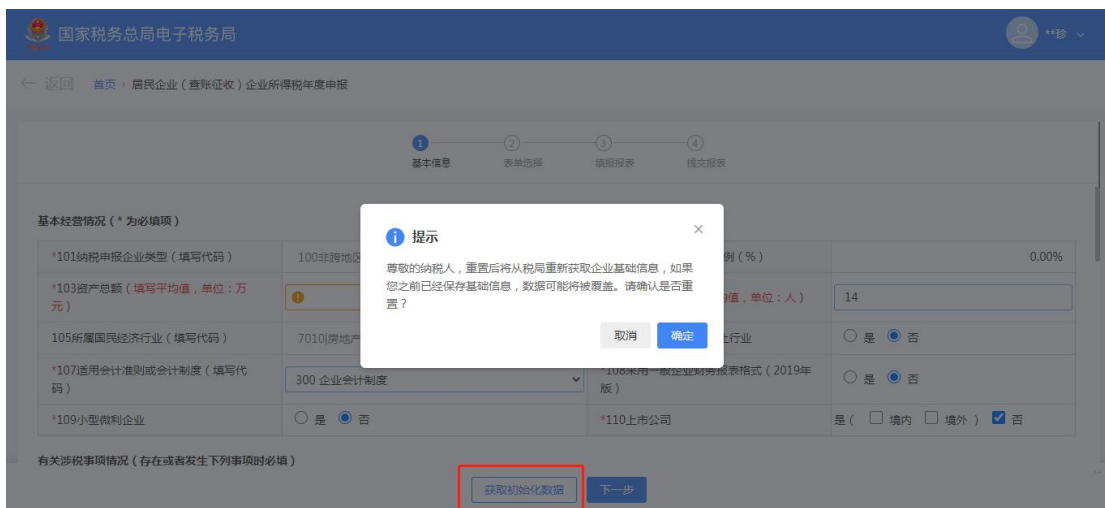 国家税务总局电子税务局
**珍
← 返回 首页 › 居民企业（查账征收）企业所得税年度申报
1 2 3 4
基本信息 表单选择 填报报表 提交报表
基本经营情况（* 为必填项）
*101纳税申报企业类型（填写代码） 100非跨地区 例（%） 0.00%
*103资产总额（填写平均值，单位：万元） 值，单位：人） 14
105所属国民经济行业（填写代码） 7010|房地产 止行业 是 否
*107适用会计准则或会计制度（填写代码） 300 企业会计制度 *108采用一般企业财务报表格式（2019年版） 是 否
*109小型微利企业 是 否 *110上市公司 是（ 境内 境外 ） 否
有关涉税事项情况（存在或者发生下列事项时必填）
提示
尊敬的纳税人，重置后将从税局重新获取企业基础信息，如果
您之前已经保存基础信息，数据可能将被覆盖。请确认是否重
置？
取消 确定
获取初始化数据 下一步